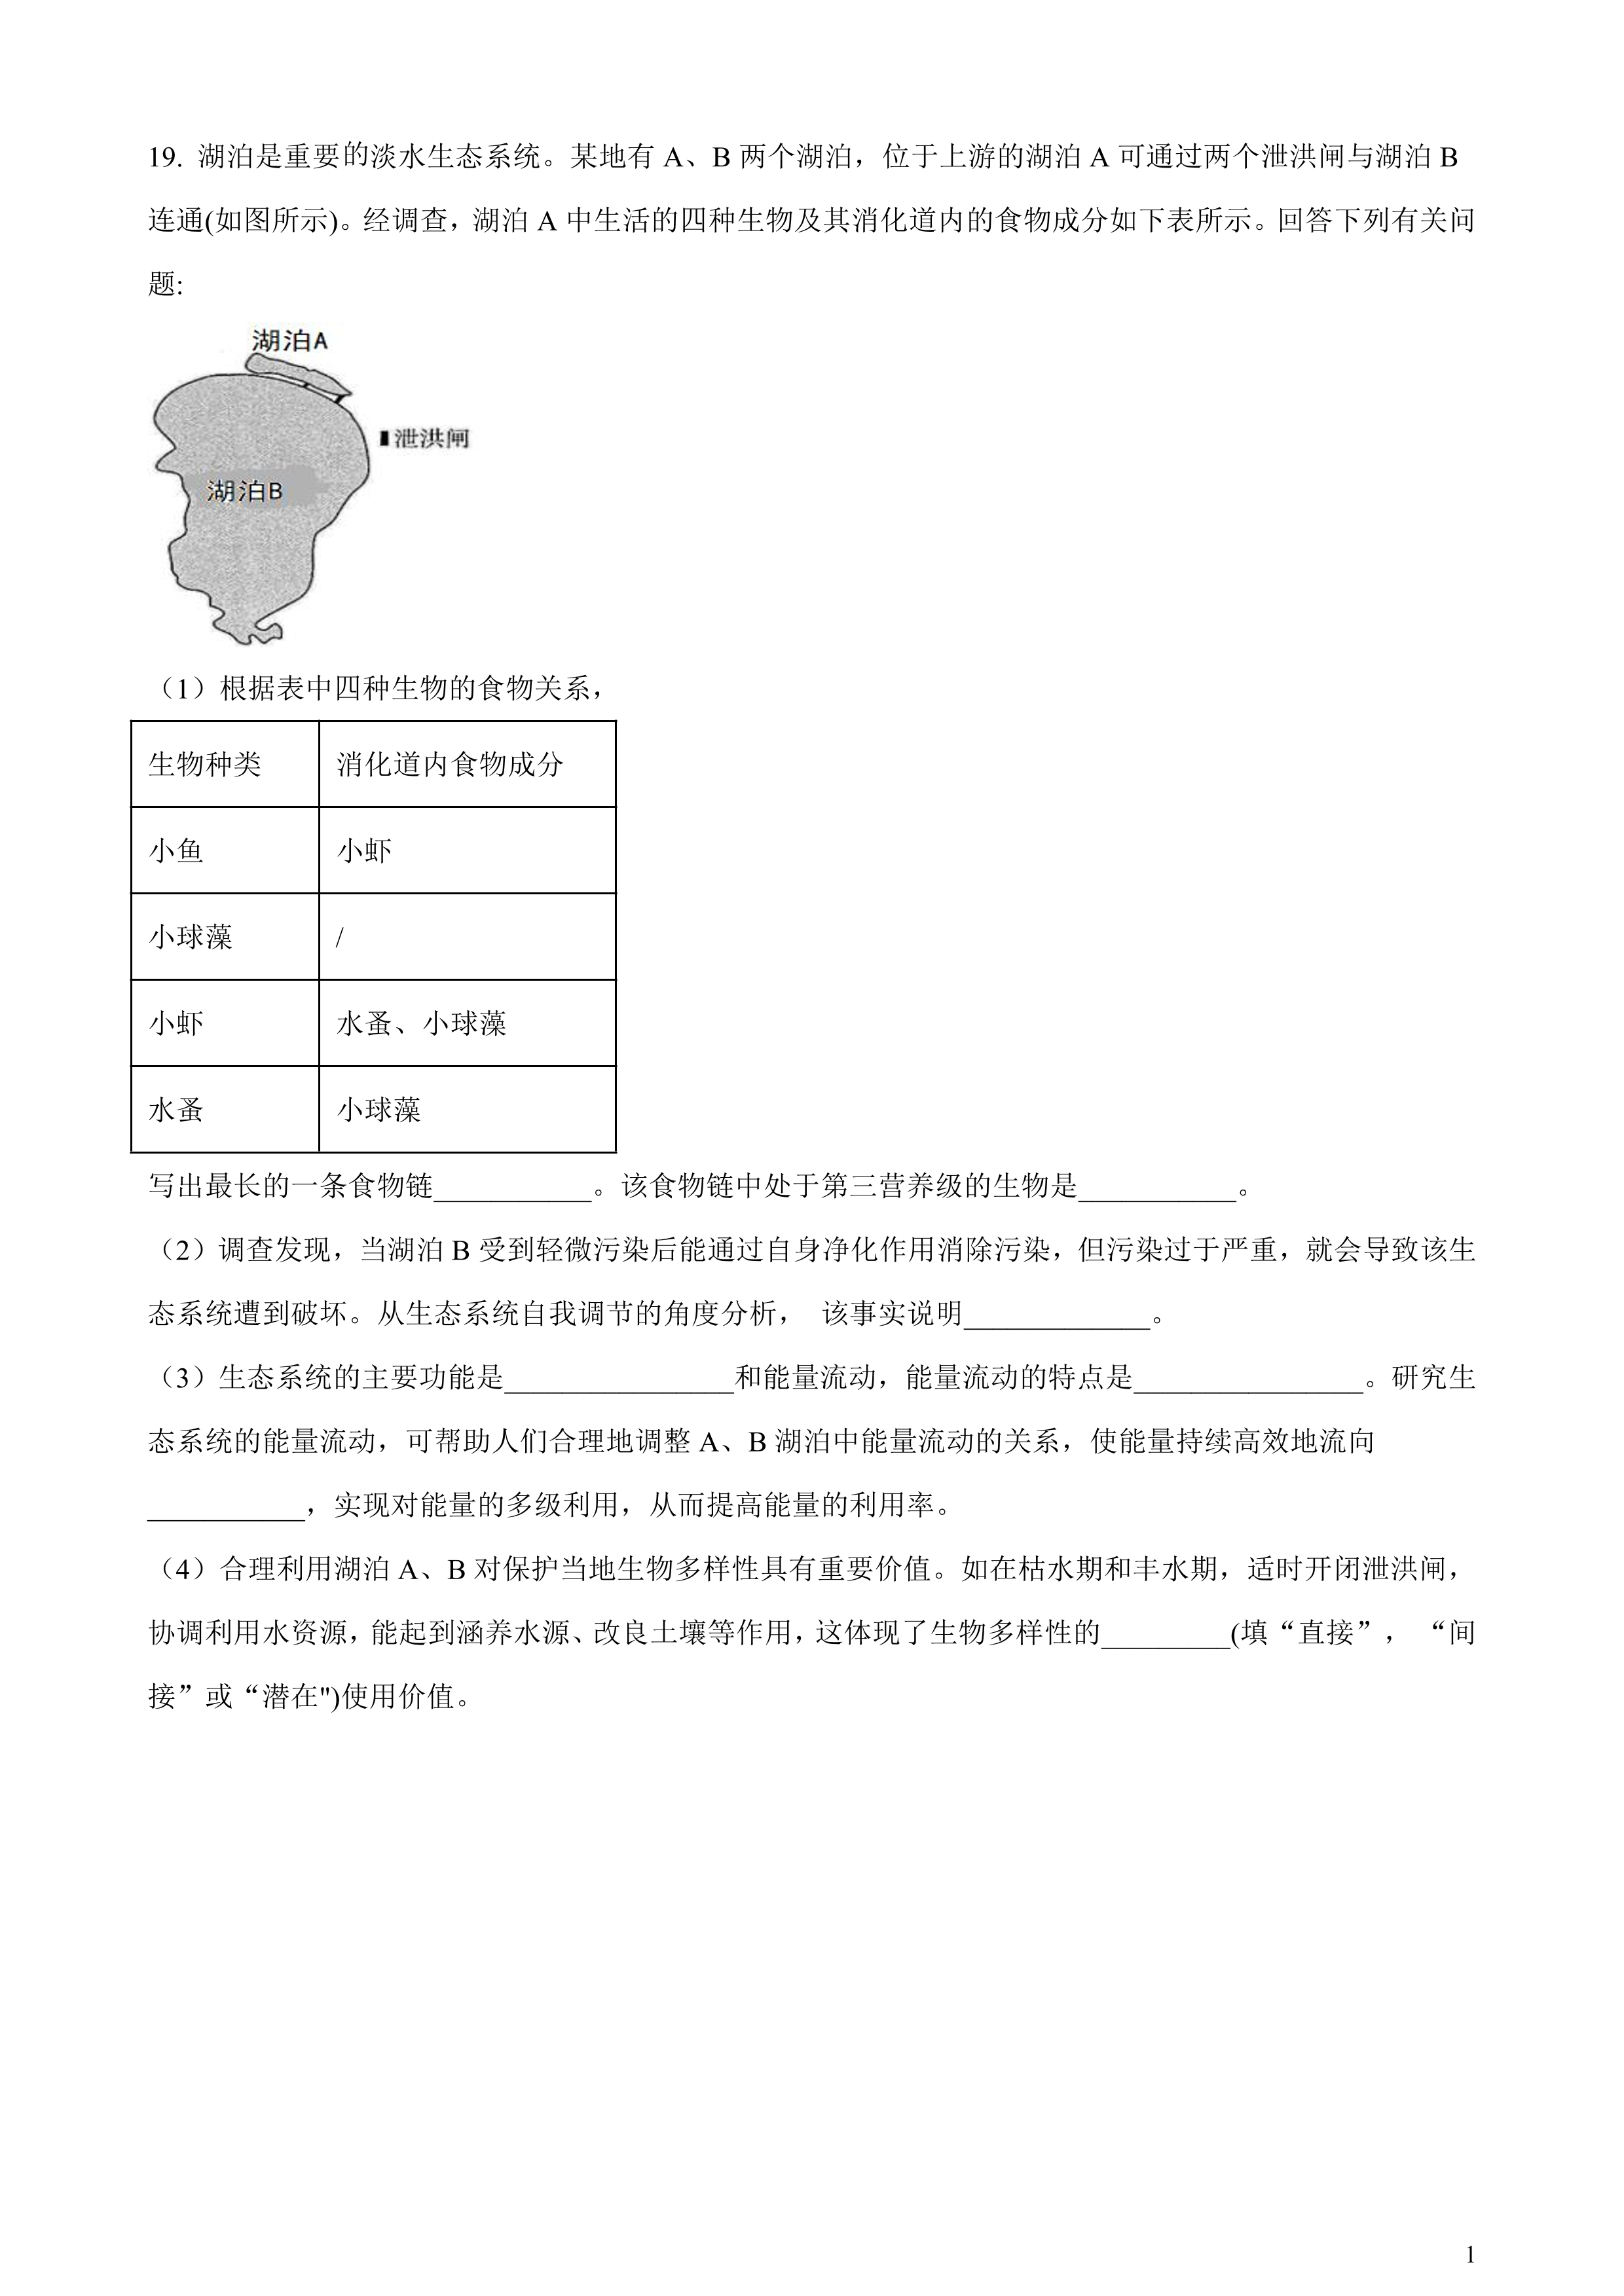 19. 湖泊是重要的淡水生态系统。某地有 A、B 两个湖泊，位于上游的湖泊 A 可通过两个泄洪闸与湖泊 B
连通(如图所示)。经调查，湖泊 A 中生活的四种生物及其消化道内的食物成分如下表所示。回答下列有关问
题:
湖泊A
泄洪闸
湖泊B
（1）根据表中四种生物的食物关系，
生物种类 消化道内食物成分
小鱼 小虾
小球藻 /
小虾 水蚤、小球藻
水蚤 小球藻
写出最长的一条食物链___________。该食物链中处于第三营养级的生物是___________。
（2）调查发现，当湖泊 B 受到轻微污染后能通过自身净化作用消除污染，但污染过于严重，就会导致该生
态系统遭到破坏。从生态系统自我调节的角度分析， 该事实说明_____________。
（3）生态系统的主要功能是________________和能量流动，能量流动的特点是________________。研究生
态系统的能量流动，可帮助人们合理地调整 A、B 湖泊中能量流动的关系，使能量持续高效地流向
___________，实现对能量的多级利用，从而提高能量的利用率。
（4）合理利用湖泊 A、B 对保护当地生物多样性具有重要价值。如在枯水期和丰水期，适时开闭泄洪闸，
协调利用水资源，能起到涵养水源、改良土壤等作用，这体现了生物多样性的_________(填“直接”， “间
接”或“潜在")使用价值。
1